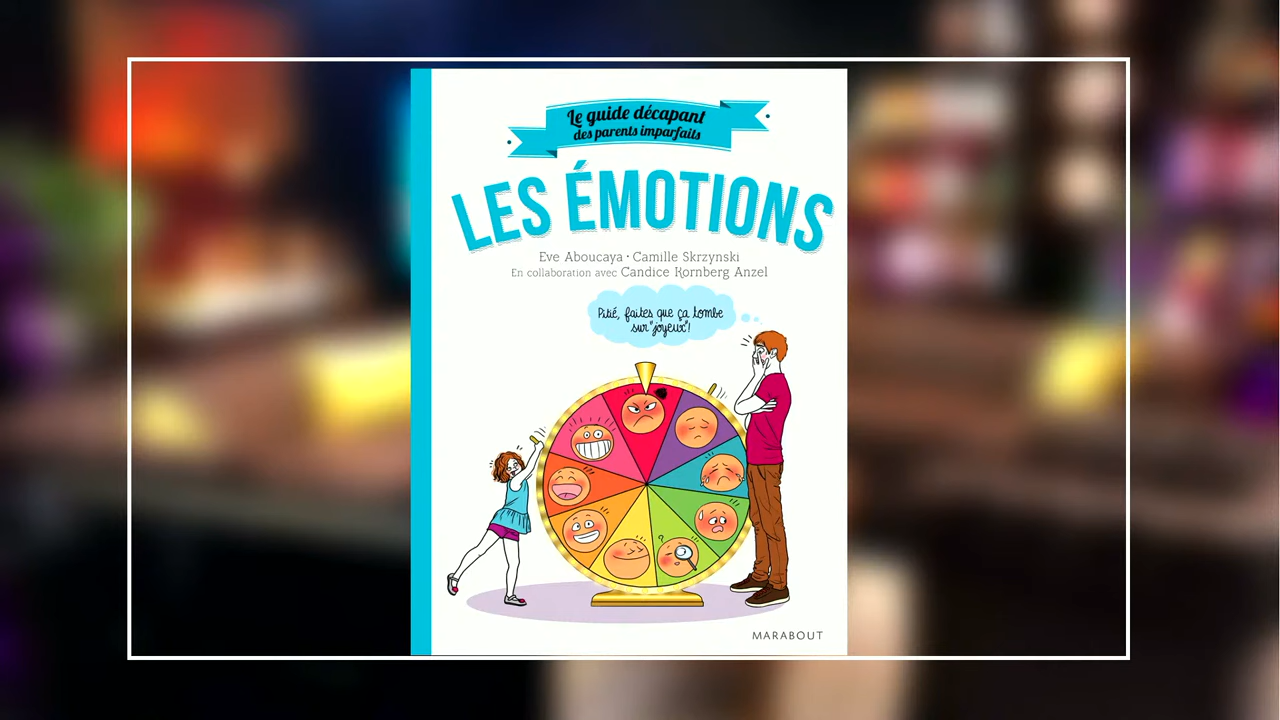 Le guide décapant
des parents imparfaits
LES ÉMOTIONS
Eve Aboucaya · Camille Skrzynski
En collaboration avec Candice Kornberg Anzel
Pitié, faites que ça tombe
sur "joyeux"!
?
MARABOUT